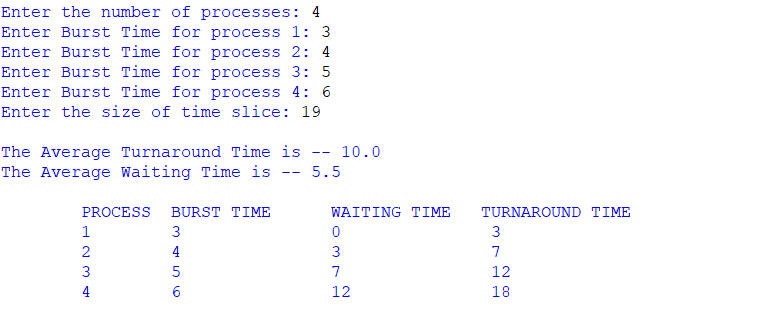 Enter the number of processes: 4
Enter Burst Time for process 1: 3
Enter Burst Time for process 2: 4
Enter Burst Time for process 3: 5
Enter Burst Time for process 4: 6
Enter the size of time slice: 19
The Average Turnaround Time is -- 10.0
The Average Waiting Time is -- 5.5
PROCESS BURST TIME WAITING TIME TURNAROUND TIME
1 3 0 3
2 4 3 7
3 5 7 12
4 6 12 18